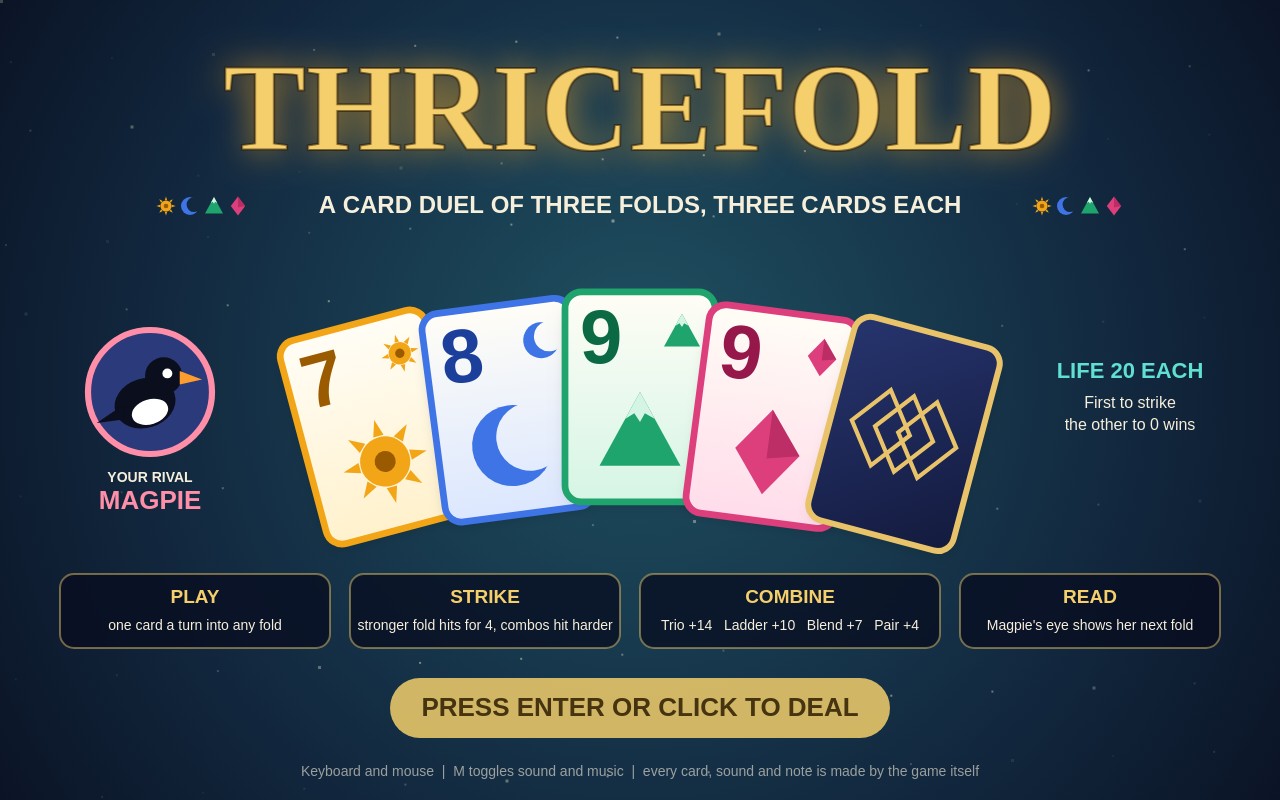 THRICEFOLD
A CARD DUEL OF THREE FOLDS, THREE CARDS EACH
7
8
9
9
YOUR RIVAL
MAGPIE
LIFE 20 EACH
First to strike
the other to 0 wins
PLAY
one card a turn into any fold
STRIKE
stronger fold hits for 4, combos hit harder
COMBINE
Trio +14 Ladder +10 Blend +7 Pair +4
READ
Magpie's eye shows her next fold
PRESS ENTER OR CLICK TO DEAL
Keyboard and mouse | M toggles sound and music | every card, sound and note is made by the game itself